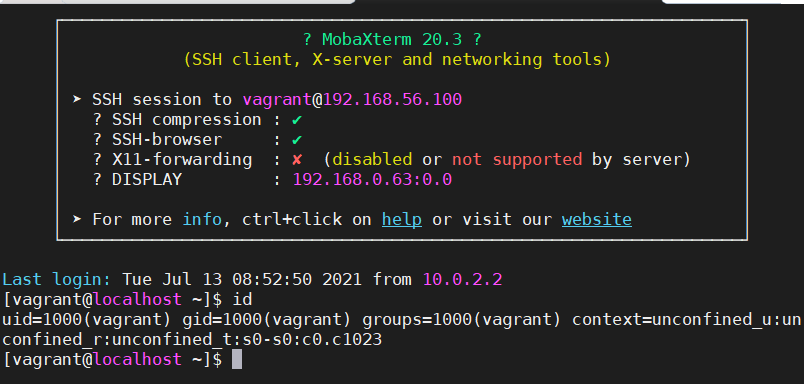 ? MobaXterm 20.3 ?
(SSH client, X-server and networking tools)
➤ SSH session to vagrant@192.168.56.100
? SSH compression : ✔
? SSH-browser     : ✔
? X11-forwarding  : ✘  (disabled or not supported by server)
? DISPLAY         : 192.168.0.63:0.0
➤ For more info, ctrl+click on help or visit our website
Last login: Tue Jul 13 08:52:50 2021 from 10.0.2.2
[vagrant@localhost ~]$ id
uid=1000(vagrant) gid=1000(vagrant) groups=1000(vagrant) context=unconfined_u:un
confined_r:unconfined_t:s0-s0:c0.c1023
[vagrant@localhost ~]$